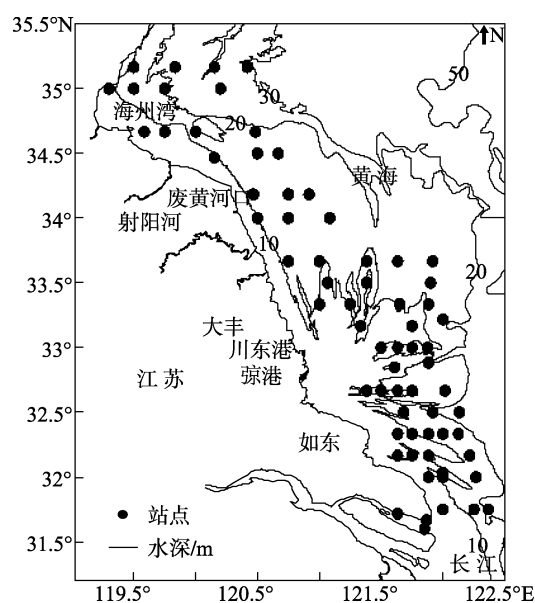 35.5°N
N
50
35°
30
海州湾
20
34.5°
黄海
废黄河口
34°
射阳河
10
20
33.5°
大丰
33°
川东港
江苏
弶港
32.5°
如东
32°
站点
水深/m
31.5°
10
长江
5
119.5°
120.5°
121.5°
122.5°E